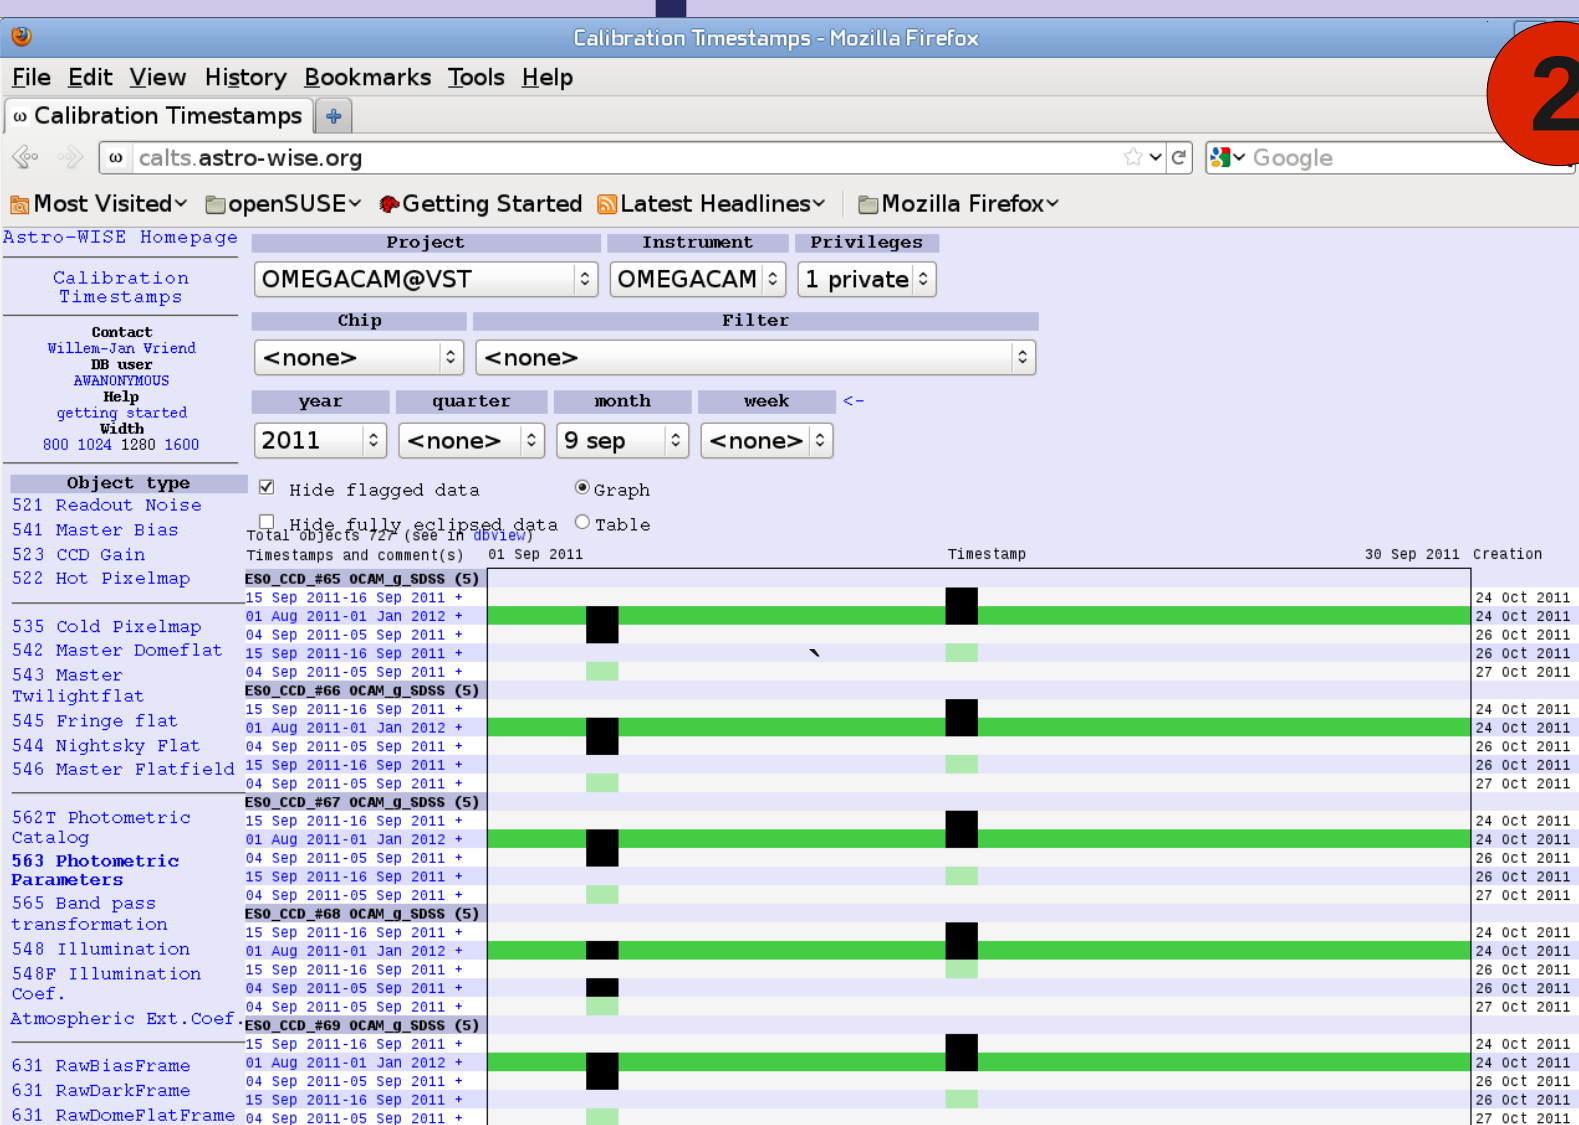 Calibration Timestamps - Mozilla Firefox
2
File Edit View History Bookmarks Tools Help
ω Calibration Timestamps
ω calts.astro-wise.org
Google
Most Visited openSUSE Getting Started Latest Headlines Mozilla Firefox
Astro-WISE Homepage
Calibration
Timestamps
Contact
Willem-Jan Vriend
DB user
AWANONYMOUS
Help
getting started
Width
800 1024 1280 1600
Object type
521 Readout Noise
541 Master Bias
523 CCD Gain
522 Hot Pixelmap
535 Cold Pixelmap
542 Master Domeflat
543 Master
Twilightflat
545 Fringe flat
544 Nightsky Flat
546 Master Flatfield
562T Photometric
Catalog
563 Photometric
Parameters
565 Band pass
transformation
548 Illumination
548F Illumination
Coef.
Atmospheric Ext.Coef.
631 RawBiasFrame
631 RawDarkFrame
631 RawDomeFlatFrame
Project Instrument Privileges
OMEGACAM@VST OMEGACAM 1 private
Chip Filter
<none> <none>
year quarter month week <-
2011 <none> 9 sep <none>
Hide flagged data Graph
Hide fully eclipsed data Table
Total objects 727 (see in dbview)
Timestamps and comment(s) 01 Sep 2011 Timestamp 30 Sep 2011 Creation
ESO_CCD_#65 OCAM_g_SDSS (5)
15 Sep 2011-16 Sep 2011 + 24 Oct 2011
01 Aug 2011-01 Jan 2012 + 24 Oct 2011
04 Sep 2011-05 Sep 2011 + 26 Oct 2011
15 Sep 2011-16 Sep 2011 + 26 Oct 2011
04 Sep 2011-05 Sep 2011 + 27 Oct 2011
ESO_CCD_#66 OCAM_g_SDSS (5)
15 Sep 2011-16 Sep 2011 + 24 Oct 2011
01 Aug 2011-01 Jan 2012 + 24 Oct 2011
04 Sep 2011-05 Sep 2011 + 26 Oct 2011
15 Sep 2011-16 Sep 2011 + 26 Oct 2011
04 Sep 2011-05 Sep 2011 + 27 Oct 2011
ESO_CCD_#67 OCAM_g_SDSS (5)
15 Sep 2011-16 Sep 2011 + 24 Oct 2011
01 Aug 2011-01 Jan 2012 + 24 Oct 2011
04 Sep 2011-05 Sep 2011 + 26 Oct 2011
15 Sep 2011-16 Sep 2011 + 26 Oct 2011
04 Sep 2011-05 Sep 2011 + 27 Oct 2011
ESO_CCD_#68 OCAM_g_SDSS (5)
15 Sep 2011-16 Sep 2011 + 24 Oct 2011
01 Aug 2011-01 Jan 2012 + 24 Oct 2011
15 Sep 2011-16 Sep 2011 + 26 Oct 2011
04 Sep 2011-05 Sep 2011 + 26 Oct 2011
04 Sep 2011-05 Sep 2011 + 27 Oct 2011
ESO_CCD_#69 OCAM_g_SDSS (5)
15 Sep 2011-16 Sep 2011 + 24 Oct 2011
01 Aug 2011-01 Jan 2012 + 24 Oct 2011
04 Sep 2011-05 Sep 2011 + 26 Oct 2011
15 Sep 2011-16 Sep 2011 + 26 Oct 2011
04 Sep 2011-05 Sep 2011 + 27 Oct 2011